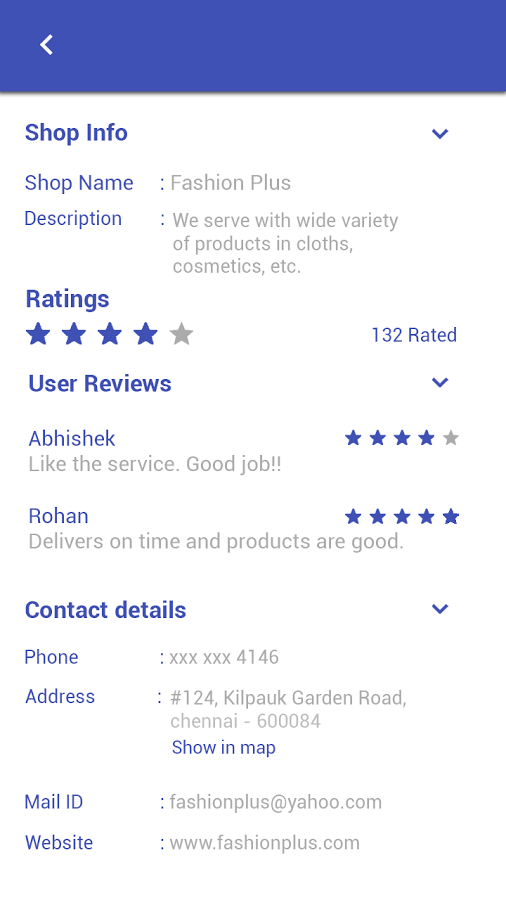 Shop Info
Shop Name : Fashion Plus
Description : We serve with wide variety
of products in cloths,
cosmetics, etc.
Ratings
132 Rated
User Reviews
Abhishek
Like the service. Good job!!
Rohan
Delivers on time and products are good.
Contact details
Phone : xxx xxx 4146
Address : #124, Kilpauk Garden Road,
chennai - 600084
Show in map
Mail ID : fashionplus@yahoo.com
Website : www.fashionplus.com